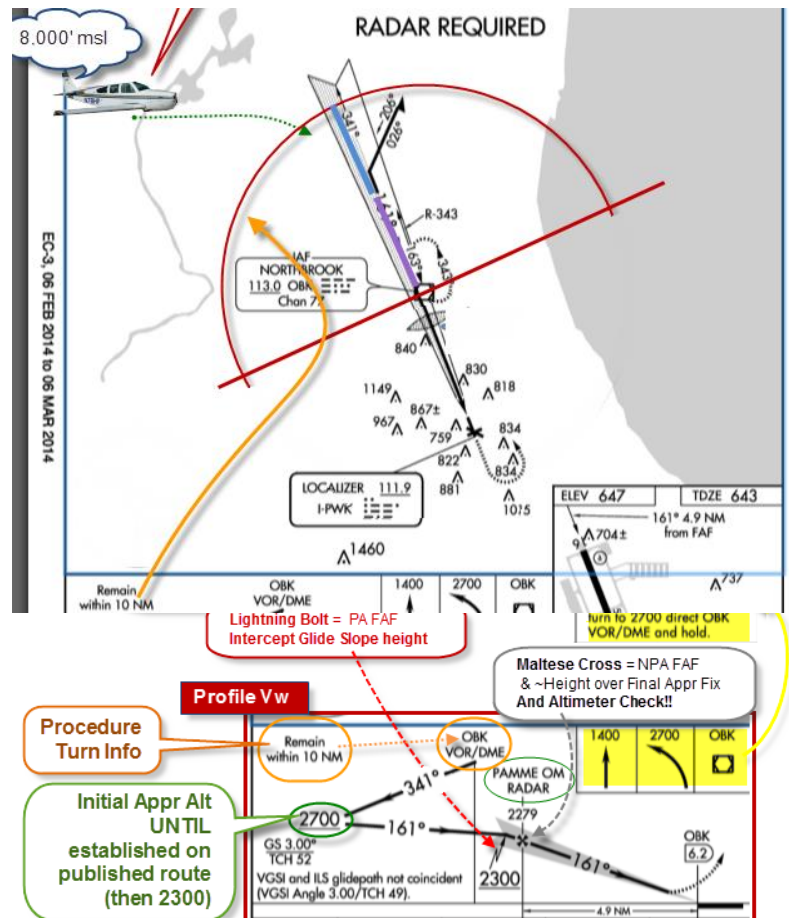 8.000' msl
RADAR REQUIRED
341°
206°
026°
R-343
163°
343
IAF
NORTHBROOK
113.0 OBK
Chan 77
840
830
818
1149
867±
967
759
834
822
834
881
LOCALIZER 111.9
I-PWK
1015
1460
EC-3, 06 FEB 2014 to 06 MAR 2014
ELEV 647
TDZE 643
161° 4.9 NM
from FAF
704±
A
737
Remain
within 10 NM
OBK
VOR/DME
1400
2700
OBK
Lightning Bolt = PA FAF
Intercept Glide Slope height
turn to 2700 direct OBK
VOR/DME and hold.
Maltese Cross = NPA FAF
& ~Height over Final Appr Fix
And Altimeter Check!!
Profile Vw
Procedure
Turn Info
Remain
within 10 NM
OBK
VOR/DME
1400
2700
OBK
PAMME OM
RADAR
341°
2279
Initial Appr Alt
UNTIL
established on
published route
(then 2300)
2700
161°
OBK
6.2
GS 3.00°
TCH 52
161°
2300
VGSI and ILS glidepath not coincident
(VGSI Angle 3.00/TCH 49).
4.9 NM